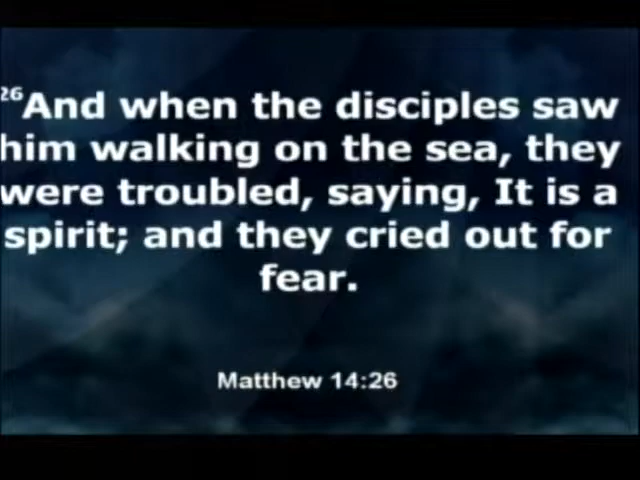 26And when the disciples saw
him walking on the sea, they
were troubled, saying, It is a
spirit; and they cried out for
fear.
Matthew 14:26